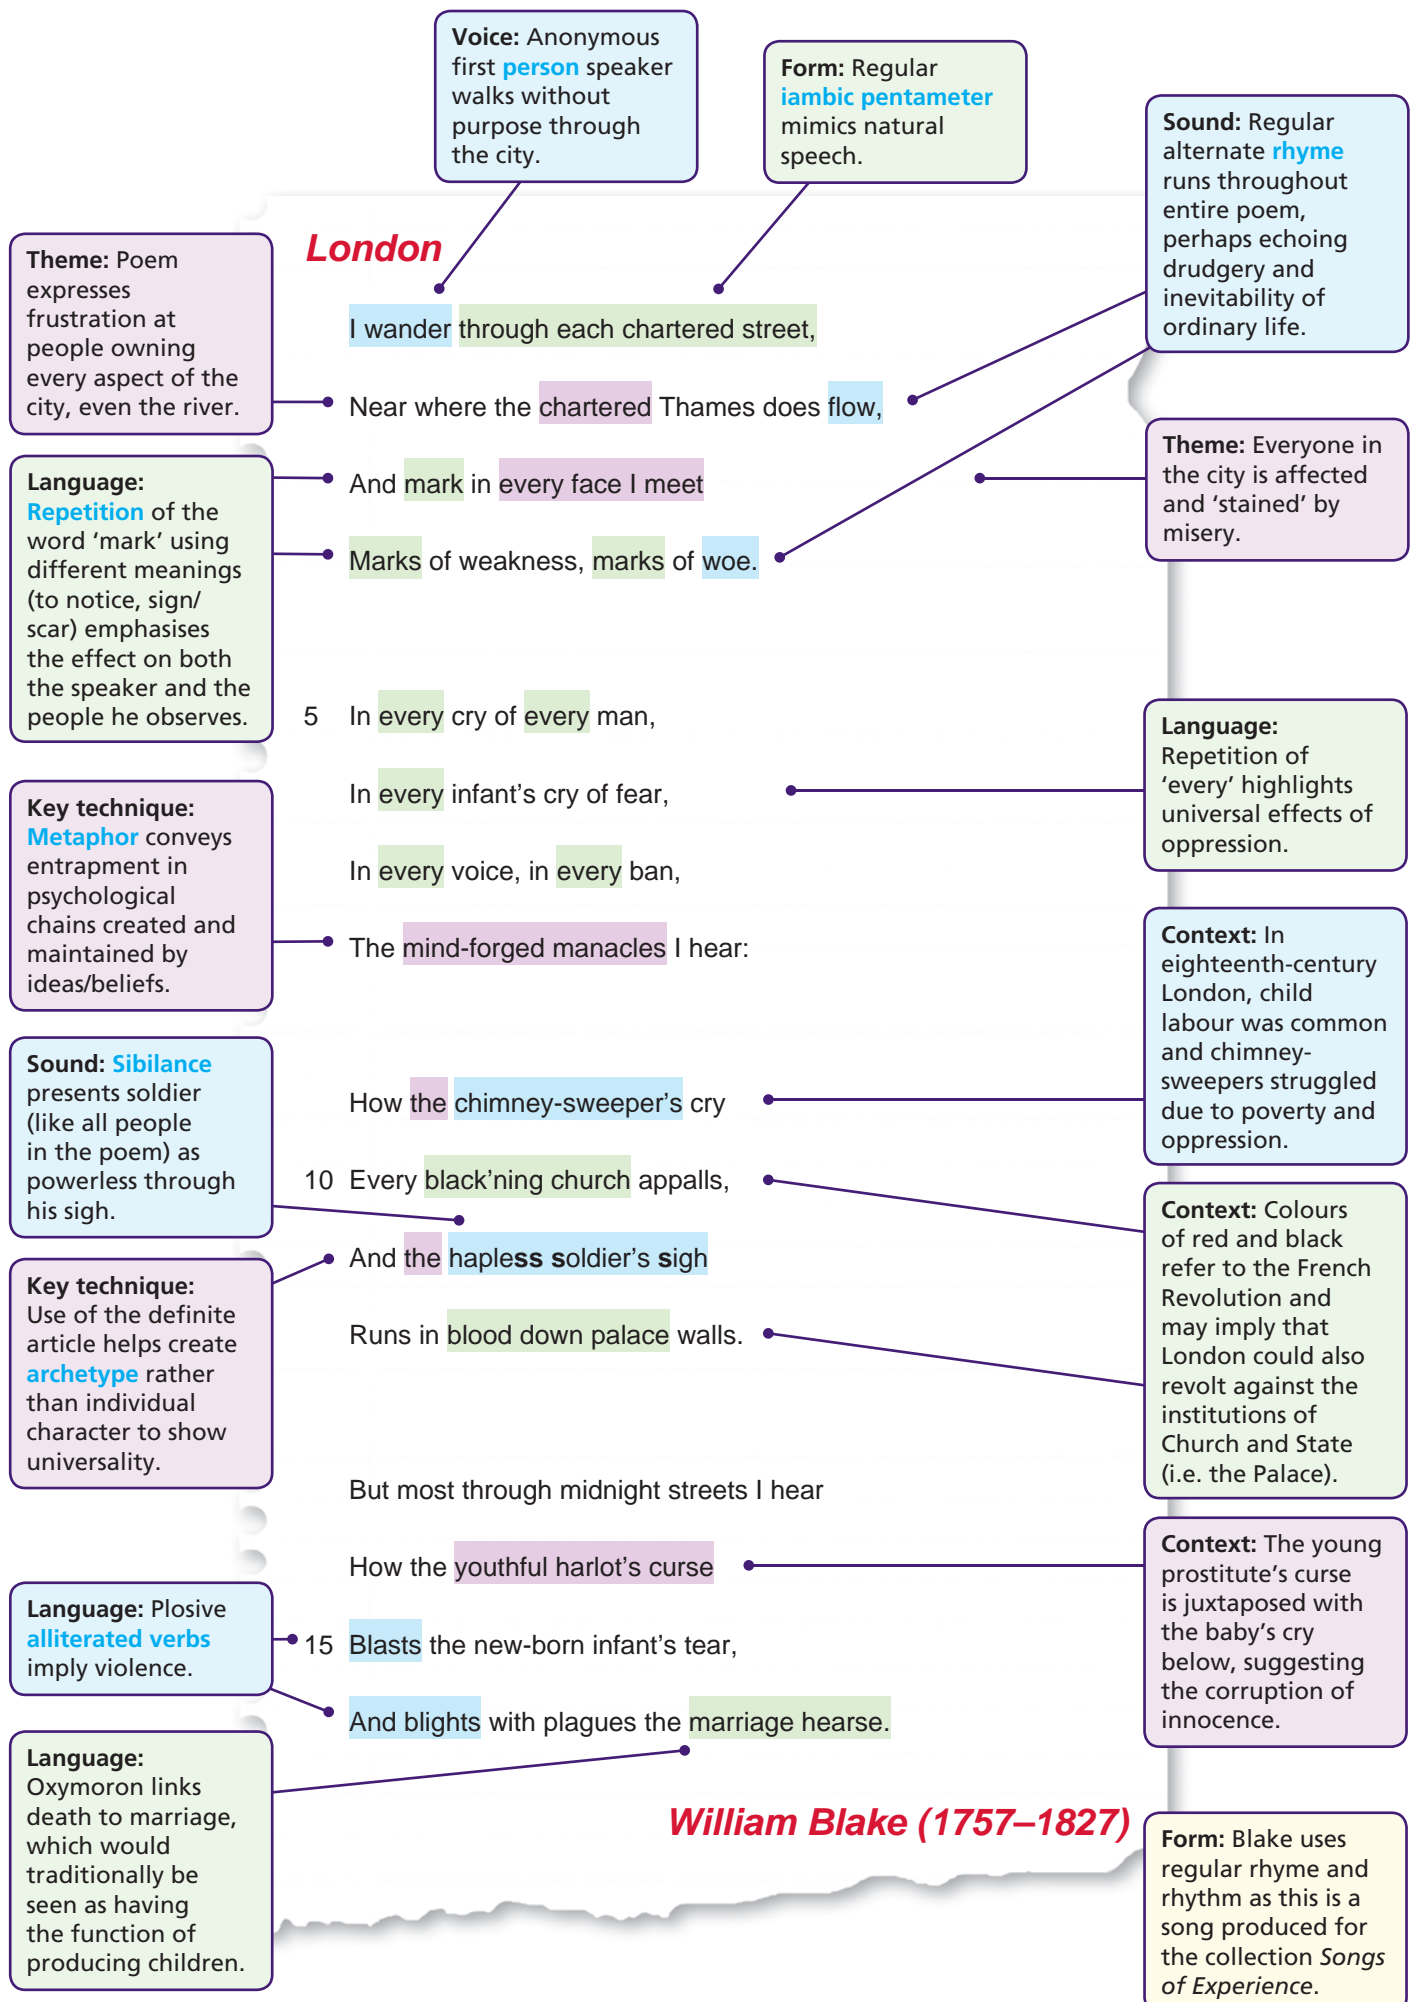 Voice: Anonymous
first person speaker
walks without
purpose through
the city.
Form: Regular
iambic pentameter
mimics natural
speech.
Sound: Regular
alternate rhyme
runs throughout
entire poem,
perhaps echoing
drudgery and
inevitability of
ordinary life.
Theme: Poem
expresses
frustration at
people owning
every aspect of the
city, even the river.
Language:
Repetition of the
word ‘mark’ using
different meanings
(to notice, sign/
scar) emphasises
the effect on both
the speaker and the
people he observes.
Key technique:
Metaphor conveys
entrapment in
psychological
chains created and
maintained by
ideas/beliefs.
Sound: Sibilance
presents soldier
(like all people
in the poem) as
powerless through
his sigh.
Key technique:
Use of the definite
article helps create
archetype rather
than individual
character to show
universality.
Language: Plosive
alliterated verbs
imply violence.
Language:
Oxymoron links
death to marriage,
which would
traditionally be
seen as having
the function of
producing children.
London
I wander through each chartered street,
Near where the chartered Thames does flow,
And mark in every face I meet
Marks of weakness, marks of woe.
5 In every cry of every man,
In every infant’s cry of fear,
In every voice, in every ban,
The mind-forged manacles I hear:
How the chimney-sweeper’s cry
10 Every black’ning church appalls,
And the hapless soldier’s sigh
Runs in blood down palace walls.
But most through midnight streets I hear
How the youthful harlot’s curse
15 Blasts the new-born infant’s tear,
And blights with plagues the marriage hearse.
William Blake (1757–1827)
Theme: Everyone in
the city is affected
and ‘stained’ by
misery.
Language:
Repetition of
‘every’ highlights
universal effects of
oppression.
Context: In
eighteenth-century
London, child
labour was common
and chimney-
sweepers struggled
due to poverty and
oppression.
Context: Colours
of red and black
refer to the French
Revolution and
may imply that
London could also
revolt against the
institutions of
Church and State
(i.e. the Palace).
Context: The young
prostitute’s curse
is juxtaposed with
the baby’s cry
below, suggesting
the corruption of
innocence.
Form: Blake uses
regular rhyme and
rhythm as this is a
song produced for
the collection Songs
of Experience.